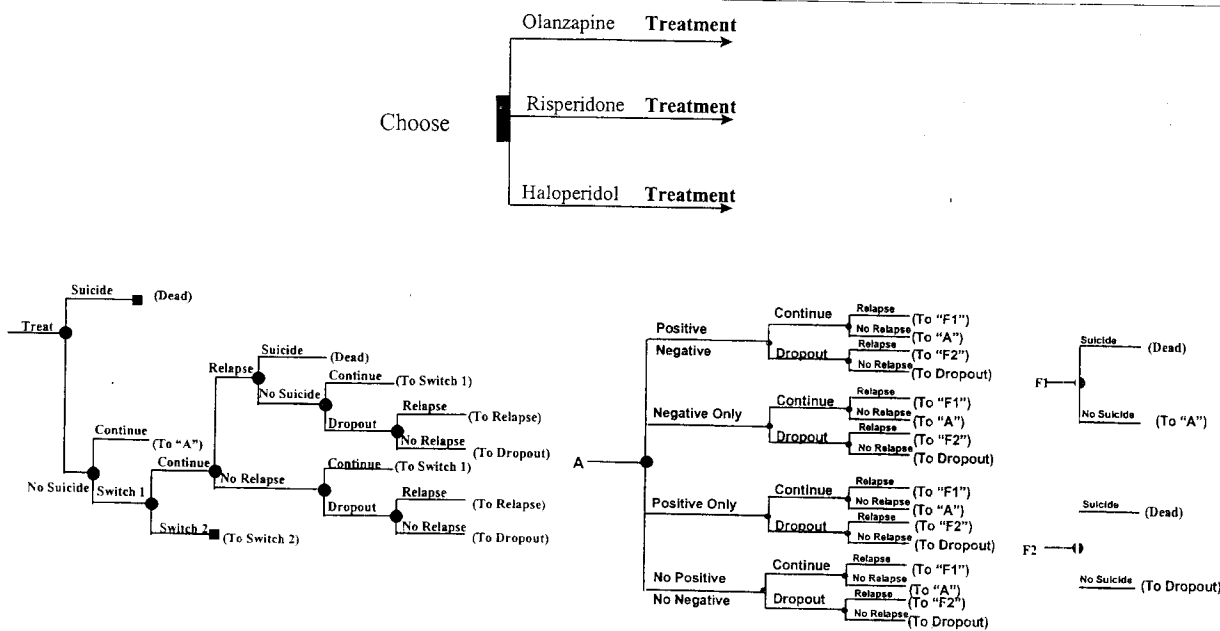 Olanzapine Treatment
Choose
Risperidone Treatment
Haloperidol Treatment
Treat
Suicide
(Dead)
No Suicide
Continue
(To "A")
Switch 1
Continue
Switch 2
(To Switch 2)
Relapse
Suicide
(Dead)
No Suicide
Continue
(To Switch 1)
Dropout
Relapse
(To Relapse)
No Relapse
(To Dropout)
No Relapse
Continue
(To Switch 1)
Dropout
Relapse
(To Relapse)
No Relapse
(To Dropout)
A
Positive
Negative
Continue
Relapse
(To "F1")
No Relapse
(To "A")
Dropout
Relapse
(To "F2")
No Relapse
(To Dropout)
Negative Only
Continue
Relapse
(To "F1")
No Relapse
(To "A")
Dropout
Relapse
(To "F2")
No Relapse
(To Dropout)
Positive Only
Continue
Relapse
(To "F1")
No Relapse
(To "A")
Dropout
Relapse
(To "F2")
No Relapse
(To Dropout)
No Positive
No Negative
Continue
Relapse
(To "F1")
No Relapse
(To "A")
Dropout
Relapse
(To "F2")
No Relapse
(To Dropout)
F1
Suicide
(Dead)
No Suicide
(To "A")
F2
Suicide
(Dead)
No Suicide
(To Dropout)